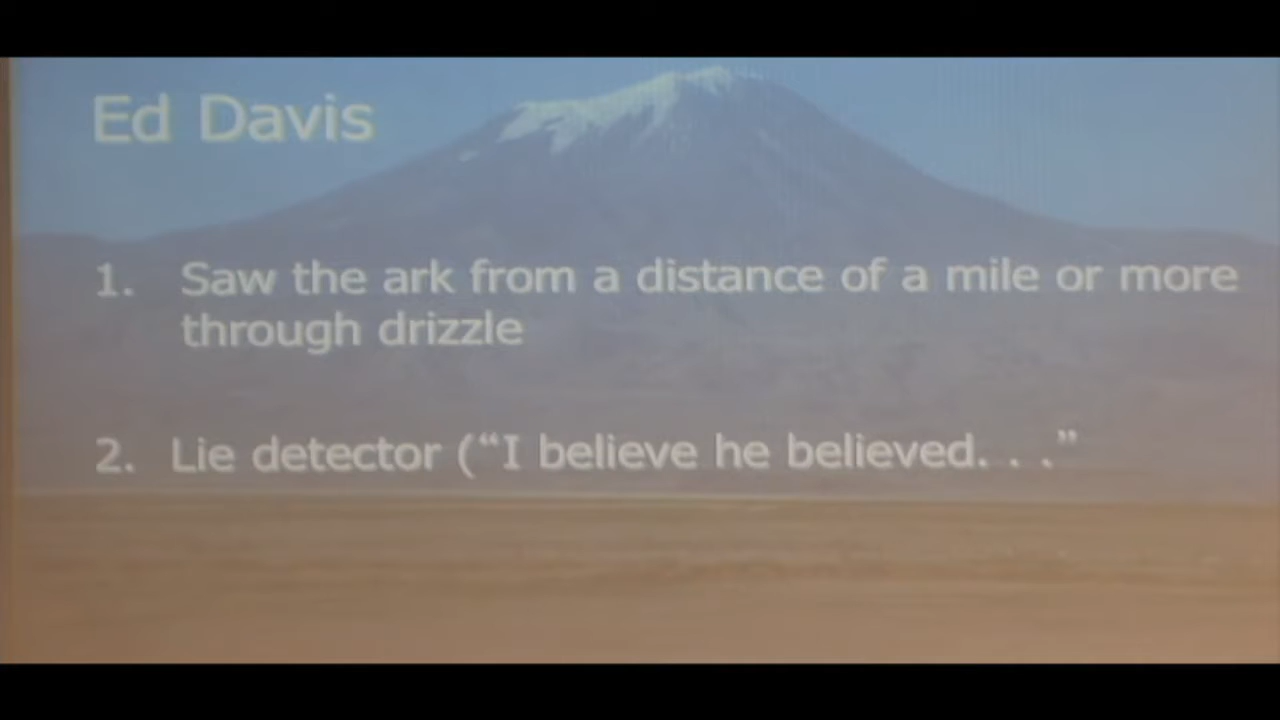 Ed Davis
1. Saw the ark from a distance of a mile or more
through drizzle
2. Lie detector (“I believe he believed. . .”